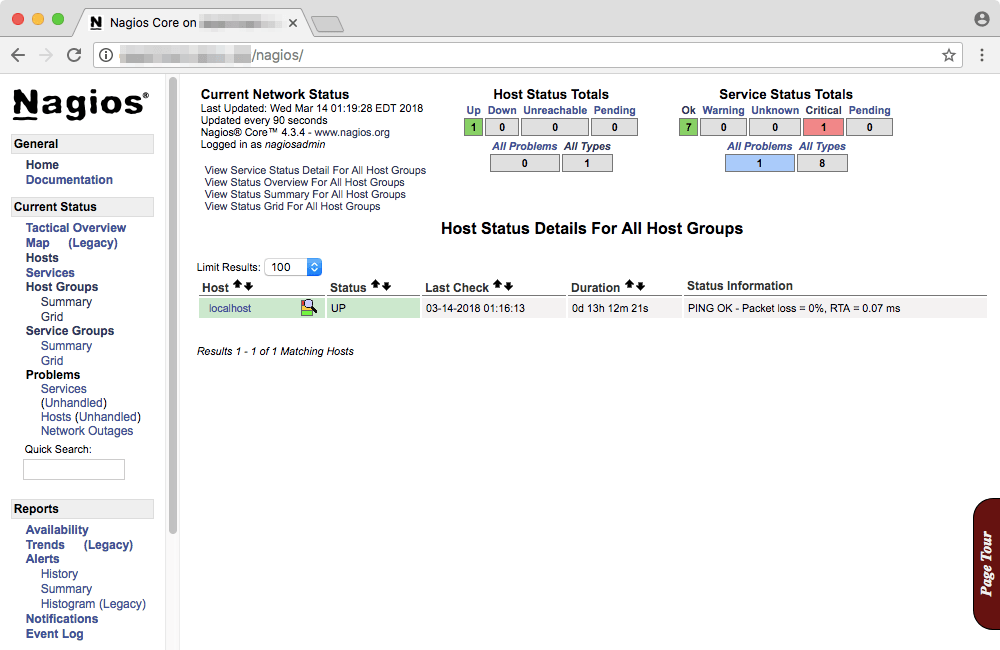 Nagios Core on
/nagios/
Nagios®
General
Home
Documentation
Current Status
Tactical Overview
Map (Legacy)
Hosts
Services
Host Groups
Summary
Grid
Service Groups
Summary
Grid
Problems
Services
(Unhandled)
Hosts (Unhandled)
Network Outages
Quick Search:
Reports
Availability
Trends (Legacy)
Alerts
History
Summary
Histogram (Legacy)
Notifications
Event Log
Current Network Status
Last Updated: Wed Mar 14 01:19:28 EDT 2018
Updated every 90 seconds
Nagios® Core™ 4.3.4 - www.nagios.org
Logged in as nagiosadmin
View Service Status Detail For All Host Groups
View Status Overview For All Host Groups
View Status Summary For All Host Groups
View Status Grid For All Host Groups
Host Status Totals
Up Down Unreachable Pending
1 0 0 0
All Problems All Types
0 1
Service Status Totals
Ok Warning Unknown Critical Pending
7 0 0 1 0
All Problems All Types
1 8
Host Status Details For All Host Groups
Limit Results: 100
Host Status Last Check Duration Status Information
localhost UP 03-14-2018 01:16:13 0d 13h 12m 21s PING OK - Packet loss = 0%, RTA = 0.07 ms
Results 1 - 1 of 1 Matching Hosts
Page Tour